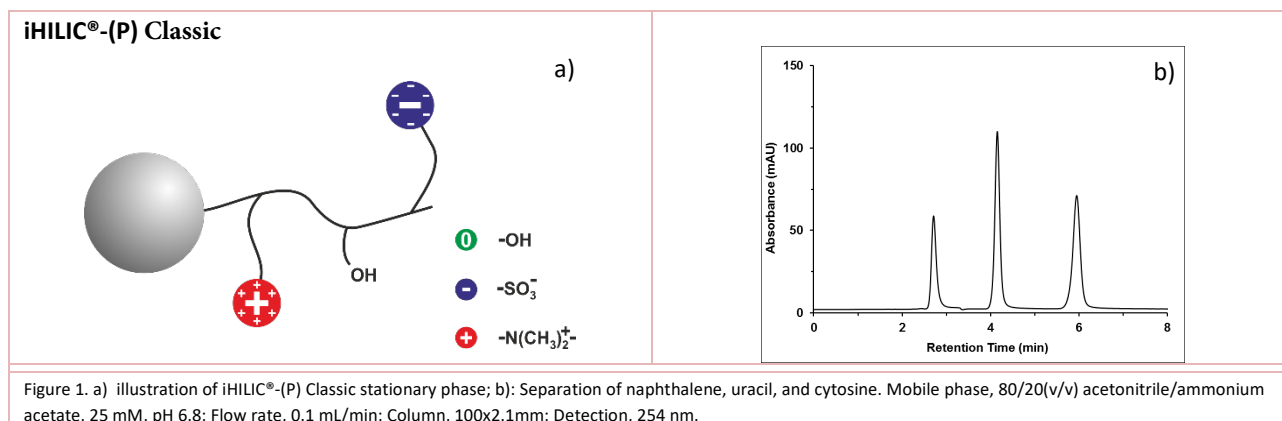 iHILIC®-(P) Classic
a)
OH
0 -OH
- -SO₃⁻
+ -N(CH₃)₂⁺-
b)
150
100
50
0
Absorbance (mAU)
0 2 4 6 8
Retention Time (min)
Figure 1. a) illustration of iHILIC®-(P) Classic stationary phase; b): Separation of naphthalene, uracil, and cytosine. Mobile phase, 80/20(v/v) acetonitrile/ammonium
acetate, 25 mM, pH 6.8; Flow rate, 0.1 mL/min; Column, 100x2.1mm; Detection, 254 nm.